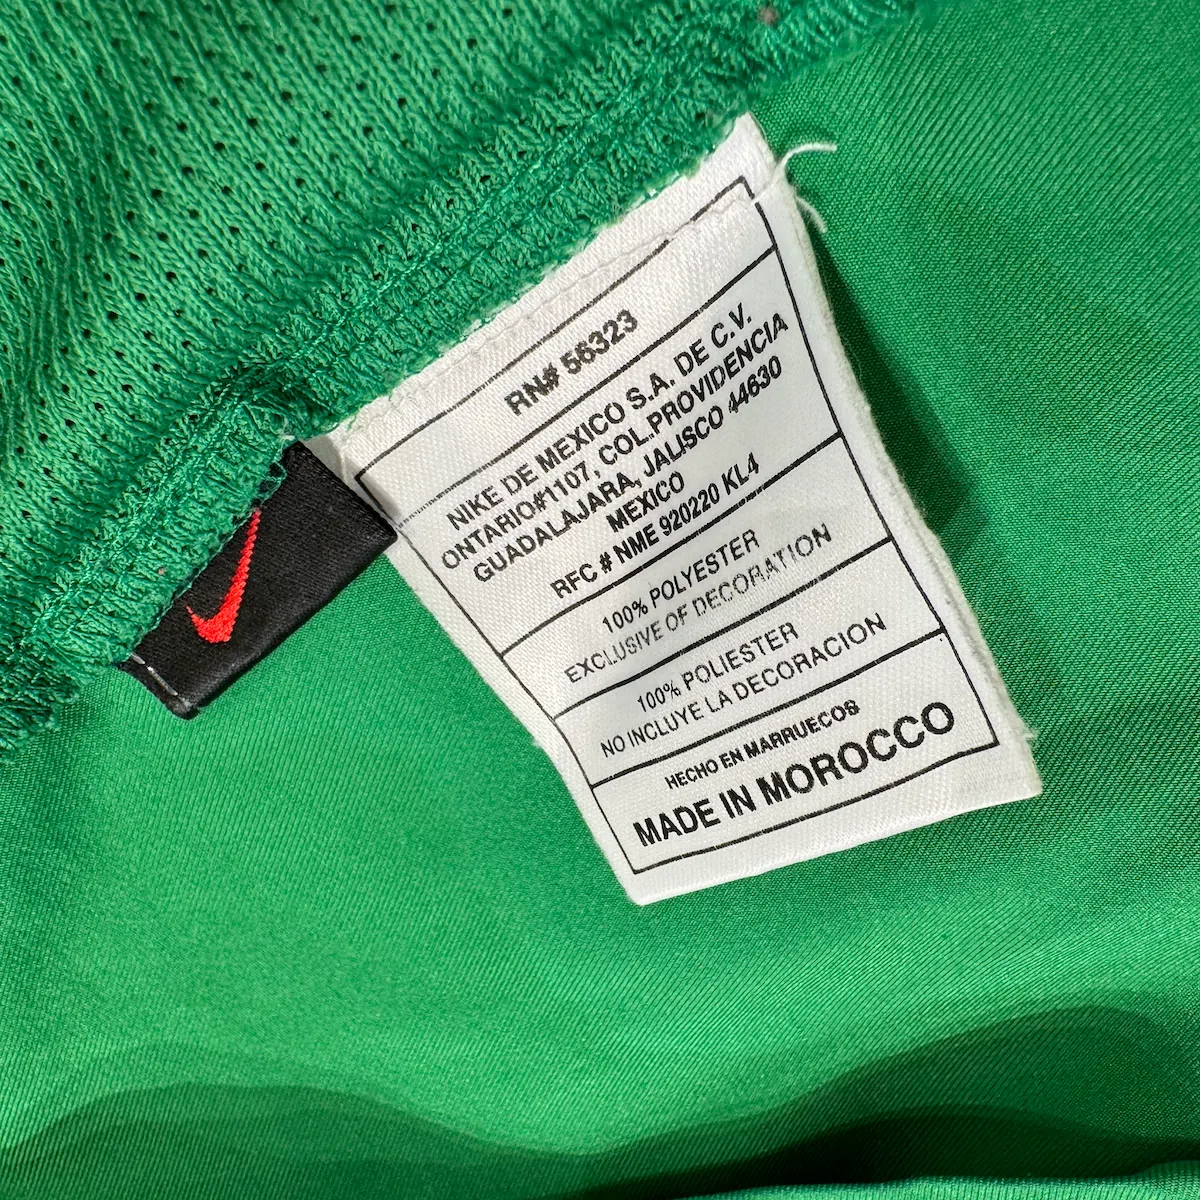 RN# 56323
NIKE DE MEXICO S.A. DE C.V.
ONTARIO#1107, COL.PROVIDENCIA
GUADALAJARA, JALISCO 44630
MEXICO
RFC # NME 920220 KL4
100% POLYESTER
EXCLUSIVE OF DECORATION
100% POLIESTER
NO INCLUYE LA DECORACION
HECHO EN MARRUECOS
MADE IN MOROCCO